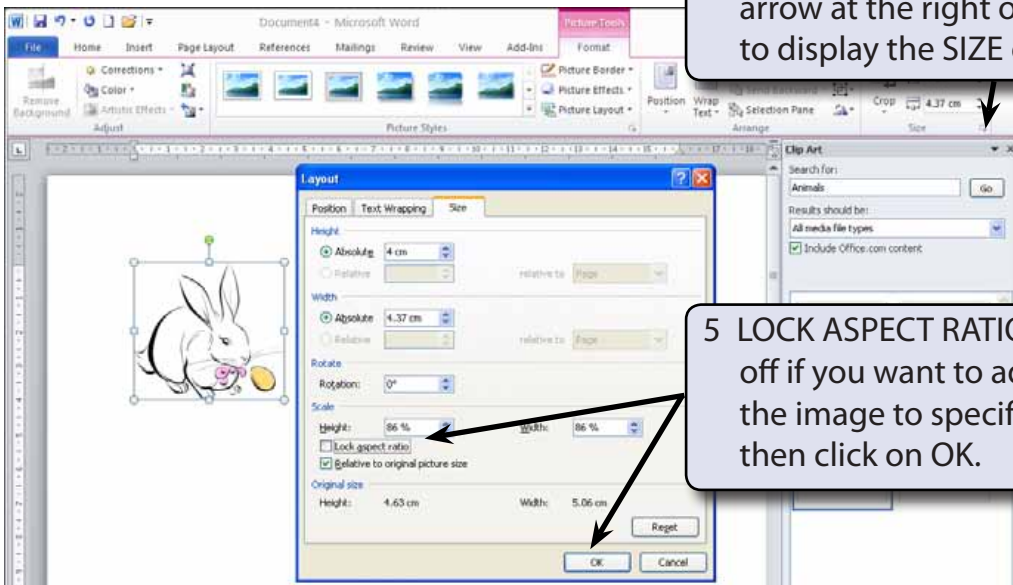 Document4 - Microsoft Word
Picture Tools
File Home Insert Page Layout References Mailings Review View Add-Ins Format
arrow at the right o
to display the SIZE
Remove Background
Corrections
Color
Artistic Effects
Adjust
Picture Styles
Picture Border
Picture Effects
Picture Layout
Position
Wrap Text
Send Backward
Selection Pane
Arrange
Crop
4.37 cm
Size
Layout
Position Text Wrapping Size
Height
Absolute 4 cm
Relative relative to Page
Width
Absolute 4.37 cm
Relative relative to Page
Rotate
Rotation: 0°
Scale
Height: 86 % Width: 86 %
Lock aspect ratio
Relative to original picture size
Original size
Height: 4.63 cm Width: 5.06 cm
Reset
OK Cancel
Clip Art
Search for:
Animals Go
Results should be:
All media file types
Include Office.com content
5 LOCK ASPECT RATIO
off if you want to
the image to specif
then click on OK.